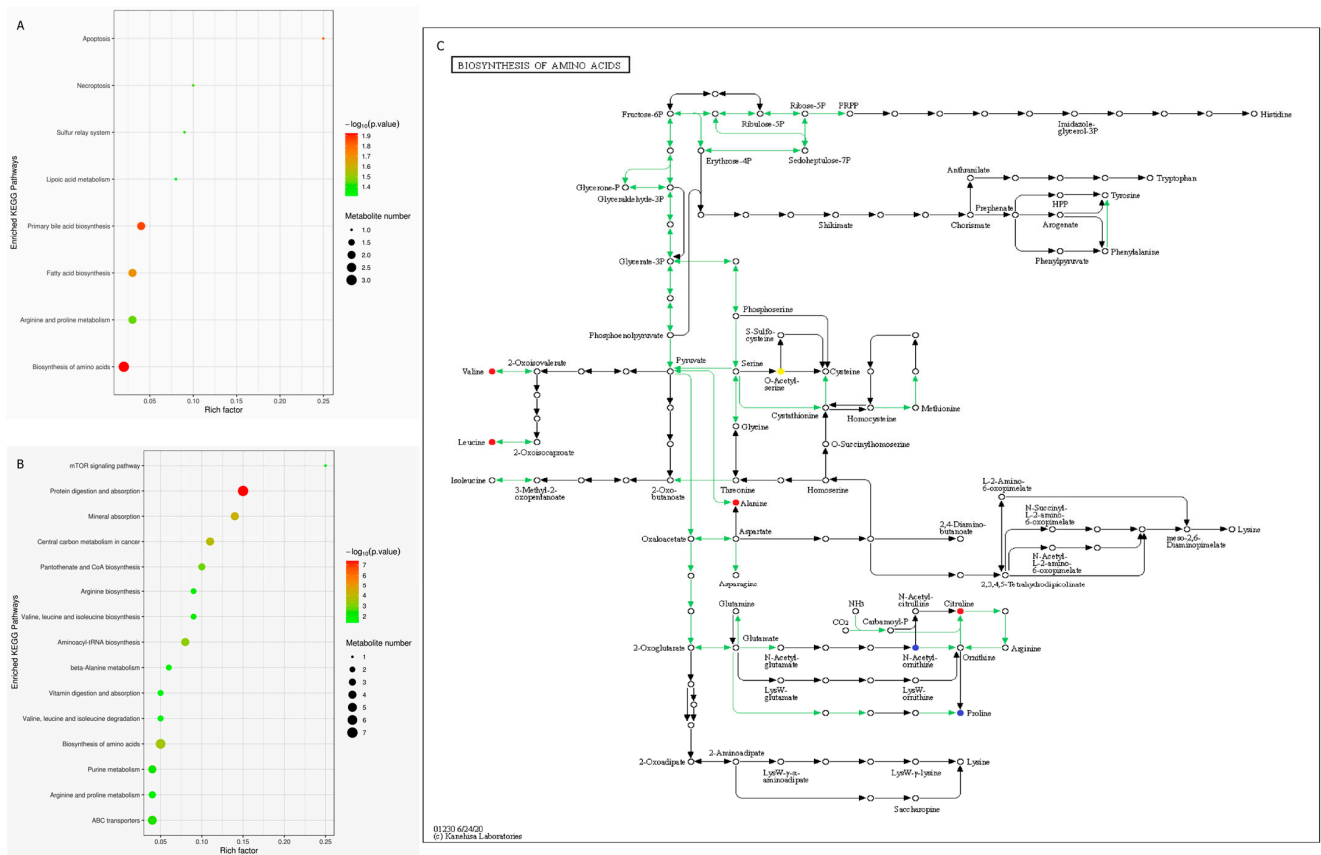 A
Apoptosis
Necroptosis
Sulfur relay system
Lipoic acid metabolism
Primary bile acid biosynthesis
Fatty acid biosynthesis
Arginine and proline metabolism
Biosynthesis of amino acids
Enriched KEGG Pathways
0.05 0.10 0.15 0.20 0.25
Rich factor
−log10(p.value)
1.9
1.8
1.7
1.6
1.5
1.4
Metabolite number
1.0
1.5
2.0
2.5
3.0
B
mTOR signaling pathway
Protein digestion and absorption
Mineral absorption
Central carbon metabolism in cancer
Pantothenate and CoA biosynthesis
Arginine biosynthesis
Valine, leucine and isoleucine biosynthesis
Aminoacyl-tRNA biosynthesis
beta-Alanine metabolism
Vitamin digestion and absorption
Valine, leucine and isoleucine degradation
Biosynthesis of amino acids
Purine metabolism
Arginine and proline metabolism
ABC transporters
Enriched KEGG Pathways
0.05 0.10 0.15 0.20 0.25
Rich factor
−log10(p.value)
7
6
5
4
3
2
Metabolite number
1
2
3
4
5
6
7
C
BIOSYNTHESIS OF AMINO ACIDS
Fructose-6P
Ribose-5P
PRPP
Ribulose-5P
Imidazole-
glycerol-3P
Histidine
Erythrose-4P
Sedoheptulose-7P
Glycerone-P
Glyceraldehyde-3P
Anthranilate
Tryptophan
Prephenate
HPP
Tyrosine
Shikimate
Chorismate
Arogenate
Phenylpyruvate
Phenylalanine
Glycerate-3P
Phosphoserine
Phosphoenolpyruvate
S-Sulfo-
cysteine
Pyruvate
Serine
O-Acetyl-
serine
Cysteine
Valine
2-Oxoisovalerate
Cystathionine
Homocysteine
Methionine
Glycine
Leucine
2-Oxoisocaproate
O-Succinylhomoserine
Isoleucine
3-Methyl-2-
oxopentanoate
2-Oxo-
butanoate
Threonine
Homoserine
Alanine
L-2-Amino-
6-oxopimelate
N-Succinyl-
L-2-amino-
6-oxopimelate
2,4-Diamino-
butanoate
Oxaloacetate
Aspartate
Asparagine
N-Acetyl-
L-2-amino-
6-oxopimelate
meso-2,6-
Diaminopimelate
Lysine
2,3,4,5-Tetrahydrodipicolinate
Glutamine
NH3
CO2
Carbamoyl-P
N-Acetyl-
citrulline
Citruline
2-Oxoglutarate
Glutamate
N-Acetyl-
glutamate
N-Acetyl-
ornithine
Ornithine
Arginine
LysW-
glutamate
LysW-
ornithine
Proline
2-Oxoadipate
2-Aminoadipate
LysW-γ-α-
aminoadipate
LysW-γ-lysine
Lysine
Saccharopine
01230 6/24/20
(c) Kanehisa Laboratories